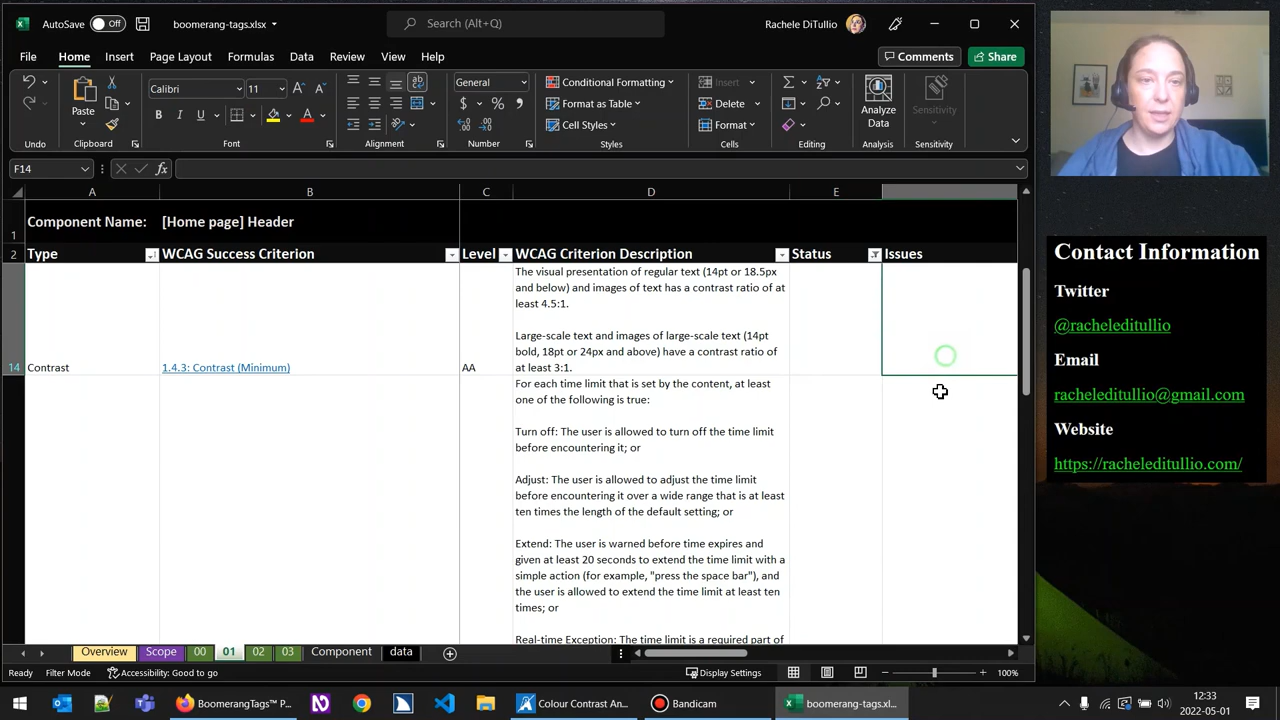 AutoSave Off boomerang-tags.xlsx Search (Alt+Q) Rachele DiTullio
File Home Insert Page Layout Formulas Data Review View Help Comments Share
Paste Calibri 11 General Conditional Formatting Insert
B I U A $ % Format as Table Delete Analyze Data Sensitivity
Cell Styles Format
Undo Clipboard Font Alignment Number Styles Cells Editing Analysis Sensitivity
F14 fx
A B C D E
1 Component Name: [Home page] Header
2 Type WCAG Success Criterion Level WCAG Criterion Description Status Issues
The visual presentation of regular text (14pt or 18.5px
and below) and images of text has a contrast ratio of at
least 4.5:1.
Large-scale text and images of large-scale text (14pt
bold, 18pt or 24px and above) have a contrast ratio of
14 Contrast 1.4.3: Contrast (Minimum) AA at least 3:1.
For each time limit that is set by the content, at least
one of the following is true:
Turn off: The user is allowed to turn off the time limit
before encountering it; or
Adjust: The user is allowed to adjust the time limit
before encountering it over a wide range that is at least
ten times the length of the default setting; or
Extend: The user is warned before time expires and
given at least 20 seconds to extend the time limit with a
simple action (for example, "press the space bar"), and
the user is allowed to extend the time limit at least ten
times; or
Real-time Exception: The time limit is a required part of
Overview Scope 00 01 02 03 Component data
Ready Filter Mode Accessibility: Good to go Display Settings 100%
BoomerangTags™ P... Colour Contrast An... Bandicam boomerang-tags.xl... 12:33
2022-05-01
Contact Information
Twitter
@racheleditullio
Email
racheleditullio@gmail.com
Website
https://racheleditullio.com/